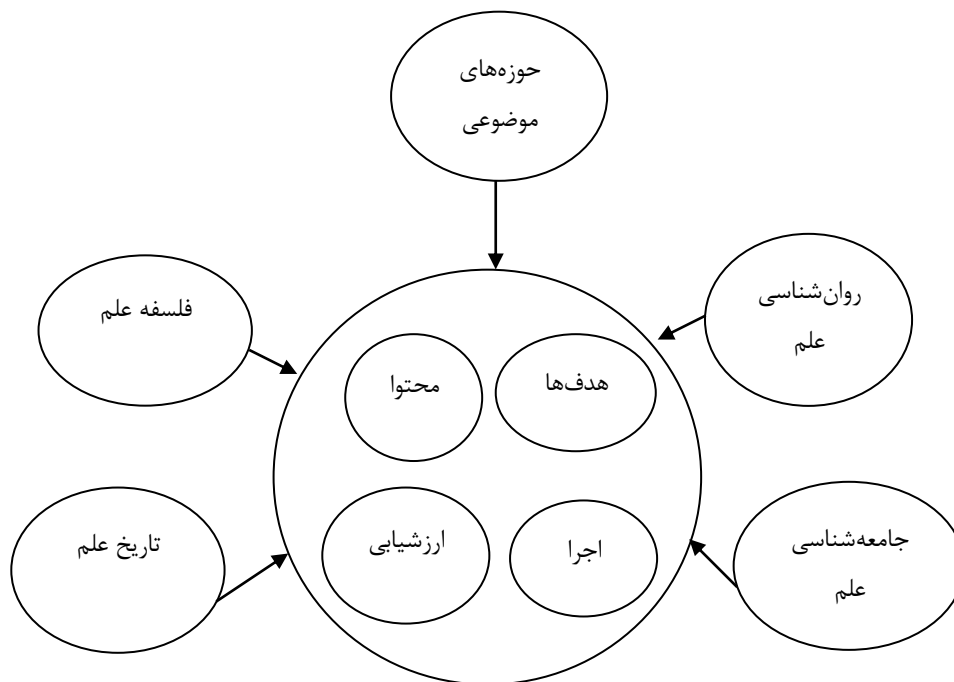 حوزه‌های
موضوعی
روان‌شناسی
علم
فلسفه علم
هدف‌ها
محتوا
جامعه‌شناسی
علم
اجرا
ارزشیابی
تاریخ علم